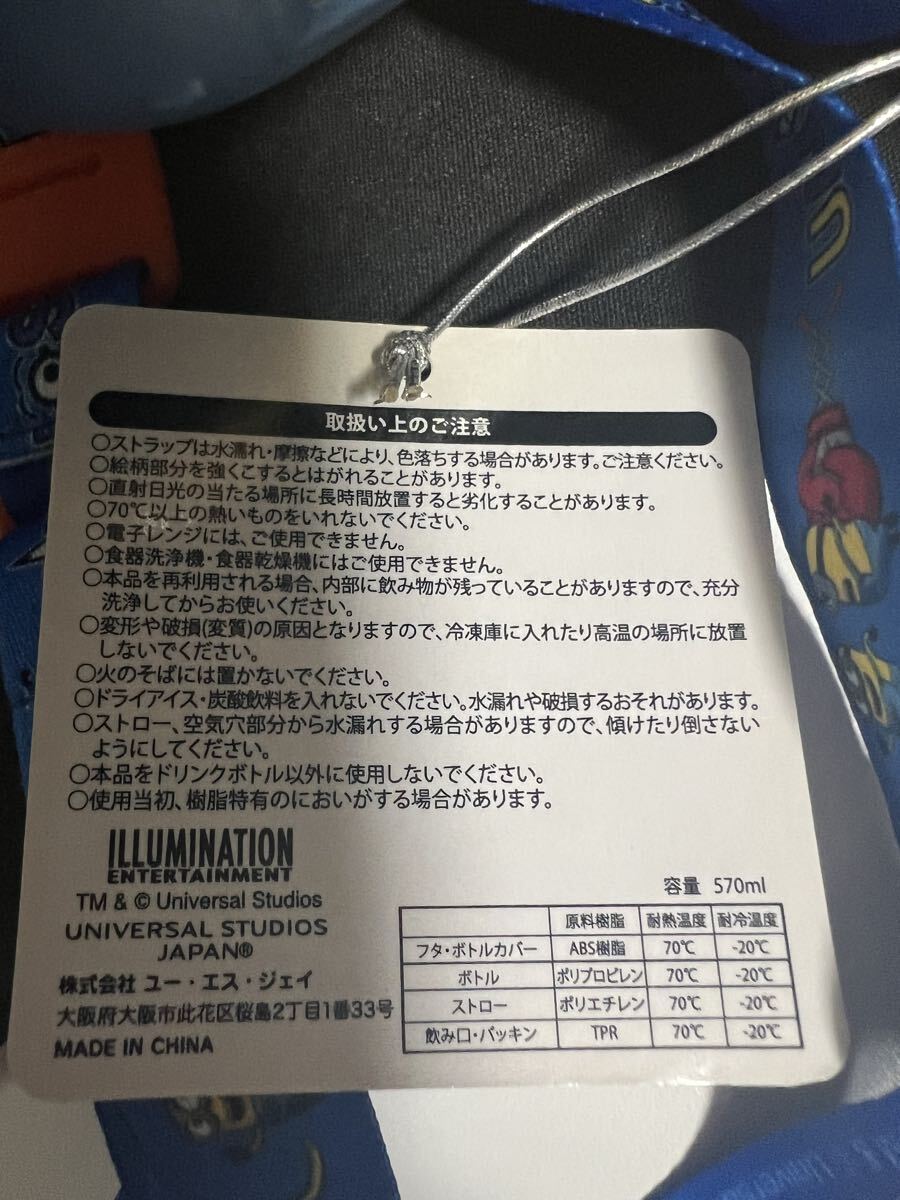 取扱い上のご注意
○ストラップは水濡れ・摩擦などにより、色落ちする場合があります。ご注意ください。
○絵柄部分を強くこするとはがれることがあります。
○直射日光の当たる場所に長時間放置すると劣化することがあります。
○70℃以上の熱いものをいれないでください。
○電子レンジには、ご使用できません。
○食器洗浄機・食器乾燥機にはご使用できません。
○本品を再利用される場合、内部に飲み物が残っていることがありますので、充分
洗浄してからお使いください。
○変形や破損(変質)の原因となりますので、冷凍庫に入れたり高温の場所に放置
しないでください。
○火のそばには置かないでください。
○ドライアイス・炭酸飲料を入れないでください。水漏れや破損するおそれがあります。
○ストロー、空気穴部分から水漏れする場合がありますので、傾けたり倒さない
ようにしてください。
○本品をドリンクボトル以外に使用しないでください。
○使用当初、樹脂特有のにおいがする場合があります。
ILLUMINATION
ENTERTAINMENT
TM & © Universal Studios
UNIVERSAL STUDIOS
JAPAN®
株式会社 ユー・エス・ジェイ
大阪府大阪市此花区桜島2丁目1番33号
MADE IN CHINA
容量 570ml
原料樹脂 耐熱温度 耐冷温度
フタ・ボトルカバー ABS樹脂 70℃ -20℃
ボトル ポリプロピレン 70℃ -20℃
ストロー ポリエチレン 70℃ -20℃
飲み口・パッキン TPR 70℃ -20℃